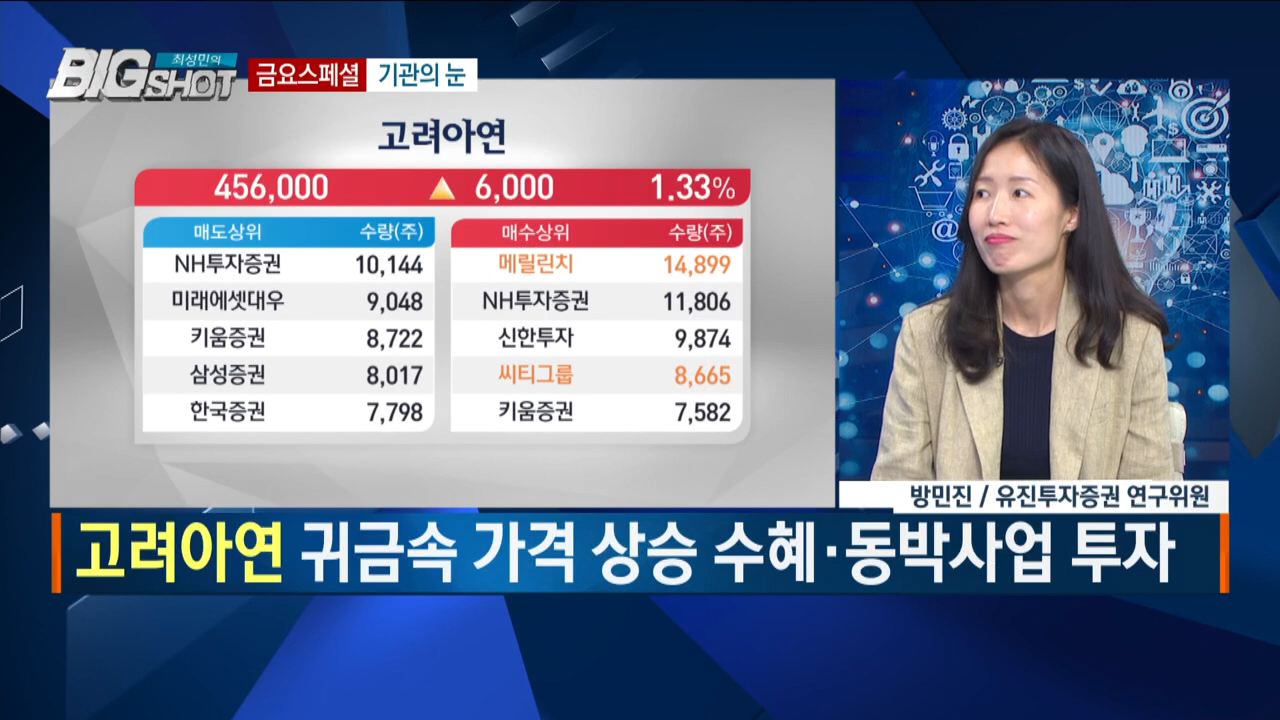 BIG SHOT 최성민의
금요스페셜 기관의 눈
고려아연
456,000 ▲ 6,000 1.33%
매도상위 수량(주) 매수상위 수량(주)
NH투자증권 10,144 메릴린치 14,899
미래에셋대우 9,048 NH투자증권 11,806
키움증권 8,722 신한투자 9,874
삼성증권 8,017 씨티그룹 8,665
한국증권 7,798 키움증권 7,582
방민진 / 유진투자증권 연구위원
고려아연 귀금속 가격 상승 수혜·동박사업 투자